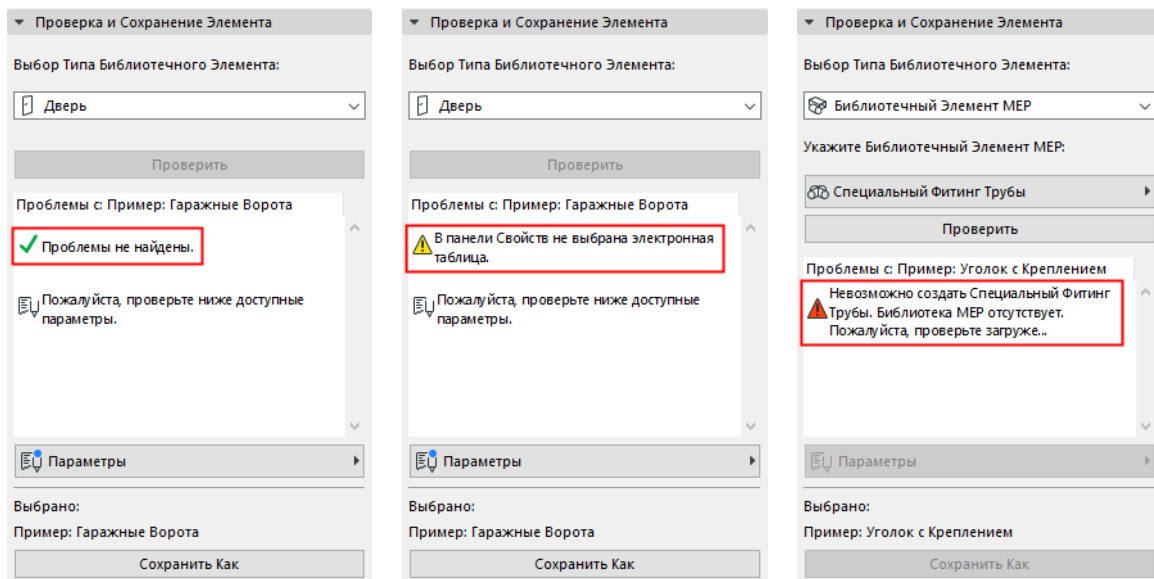 Проверка и Сохранение Элемента
Выбор Типа Библиотечного Элемента:
Дверь
Проверить
Проблемы с: Пример: Гаражные Ворота
Проблемы не найдены.
Пожалуйста, проверьте ниже доступные
параметры.
Параметры
Выбрано:
Пример: Гаражные Ворота
Сохранить Как
Проверка и Сохранение Элемента
Выбор Типа Библиотечного Элемента:
Дверь
Проверить
Проблемы с: Пример: Гаражные Ворота
В панели Свойств не выбрана электронная
таблица.
Пожалуйста, проверьте ниже доступные
параметры.
Параметры
Выбрано:
Пример: Гаражные Ворота
Сохранить Как
Проверка и Сохранение Элемента
Выбор Типа Библиотечного Элемента:
Библиотечный Элемент MEP
Укажите Библиотечный Элемент MEP:
Специальный Фитинг Трубы
Проверить
Проблемы с: Пример: Уголок с Креплением
Невозможно создать Специальный Фитинг
Трубы. Библиотека MEP отсутствует.
Пожалуйста, проверьте загруже...
Параметры
Выбрано:
Пример: Уголок с Креплением
Сохранить Как